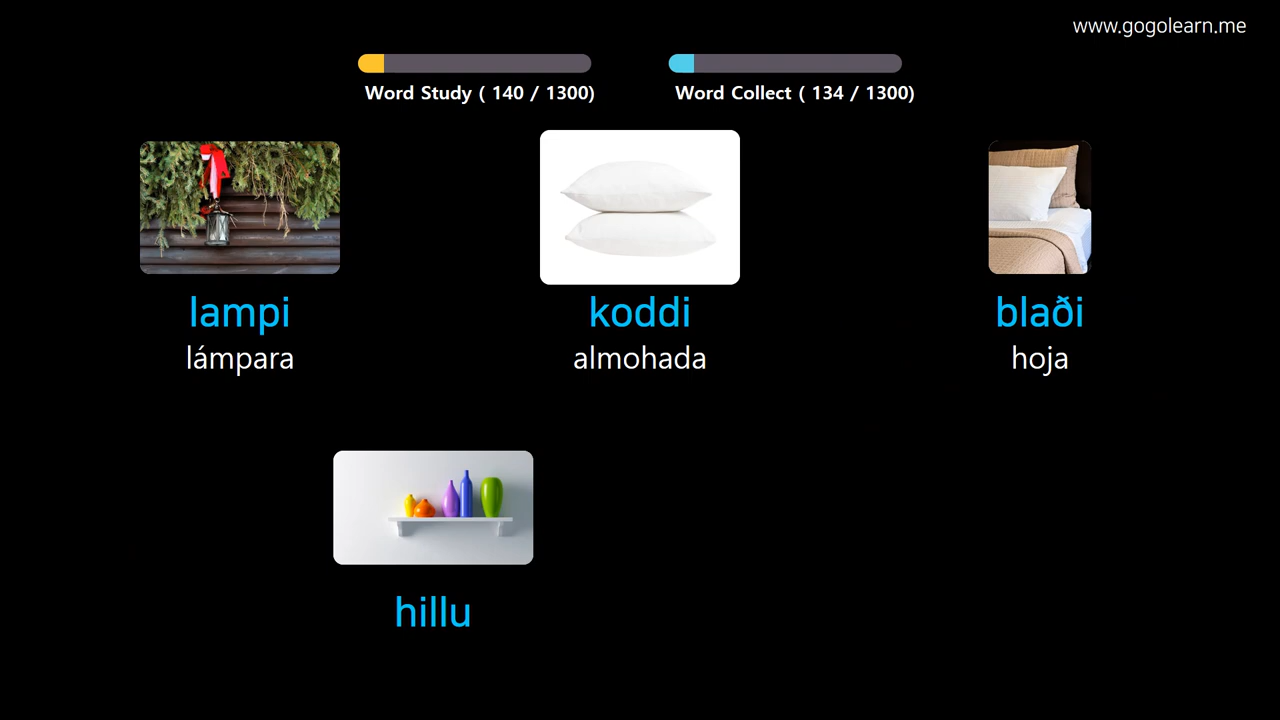 www.gogolearn.me
Word Study ( 140 / 1300)
Word Collect ( 134 / 1300)
lampi
lámpara
koddi
almohada
blaði
hoja
hillu